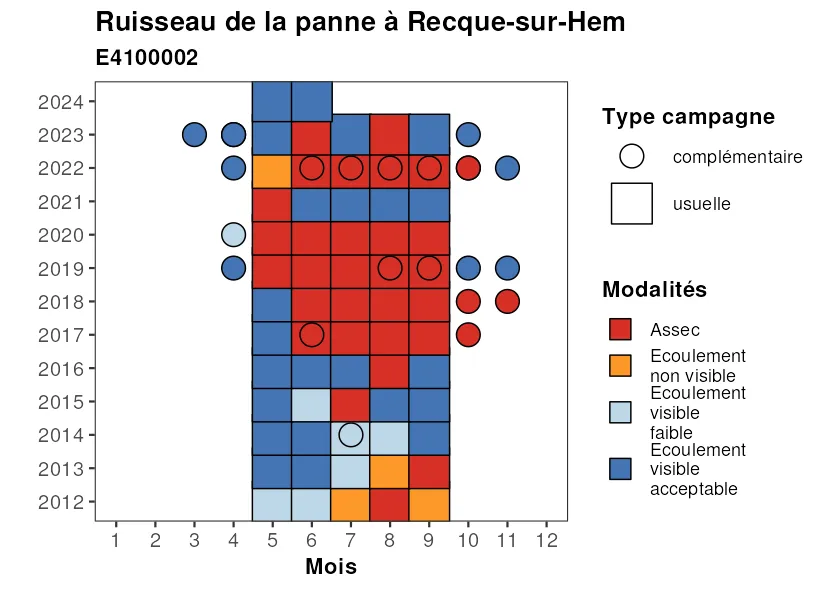 Ruisseau de la panne à Recque-sur-Hem
E4100002
2024
2023
2022
2021
2020
2019
2018
2017
2016
2015
2014
2013
2012
1 2 3 4 5 6 7 8 9 10 11 12
Mois
Type campagne
complémentaire
usuelle
Modalités
Assec
Ecoulement
non visible
Ecoulement
visible
faible
Ecoulement
visible
acceptable